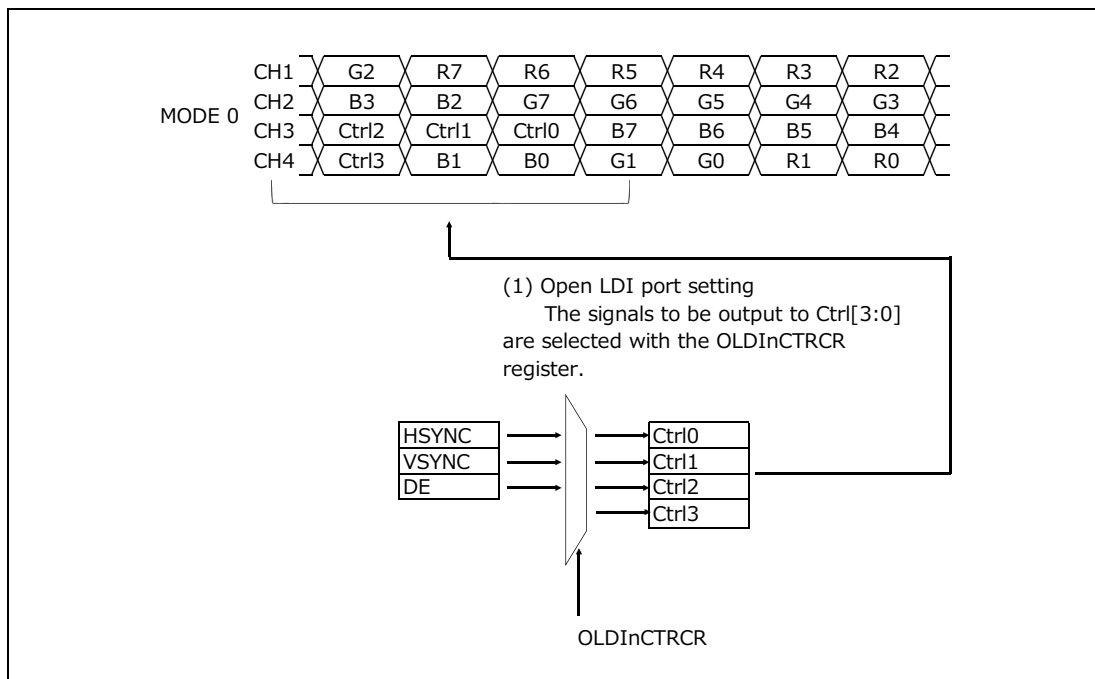 CH1 G2 R7 R6 R5 R4 R3 R2
CH2 B3 B2 G7 G6 G5 G4 G3
MODE 0
CH3 Ctrl2 Ctrl1 Ctrl0 B7 B6 B5 B4
CH4 Ctrl3 B1 B0 G1 G0 R1 R0
(1) Open LDI port setting
The signals to be output to Ctrl[3:0]
are selected with the OLDInCTRCR
register.
HSYNC Ctrl0
VSYNC Ctrl1
DE Ctrl2
Ctrl3
OLDInCTRCR